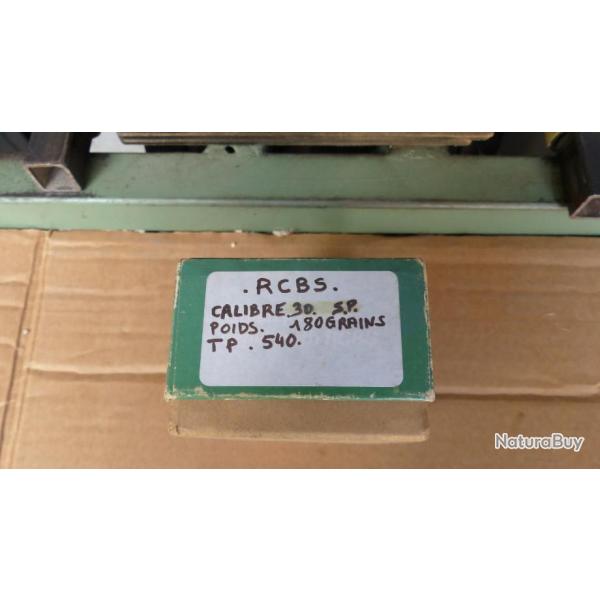 .RCBS.
CALIBRE.30. S.P.
POIDS. 180GRAINS
TP. 540.
NaturaBuy